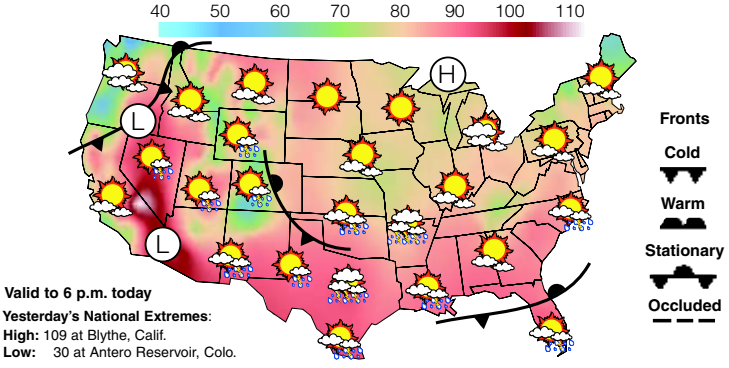 40 50 60 70 80 90 100 110
H
L
L
Fronts
Cold
Warm
Stationary
Occluded
Valid to 6 p.m. today
Yesterday's National Extremes:
High: 109 at Blythe, Calif.
Low: 30 at Antero Reservoir, Colo.